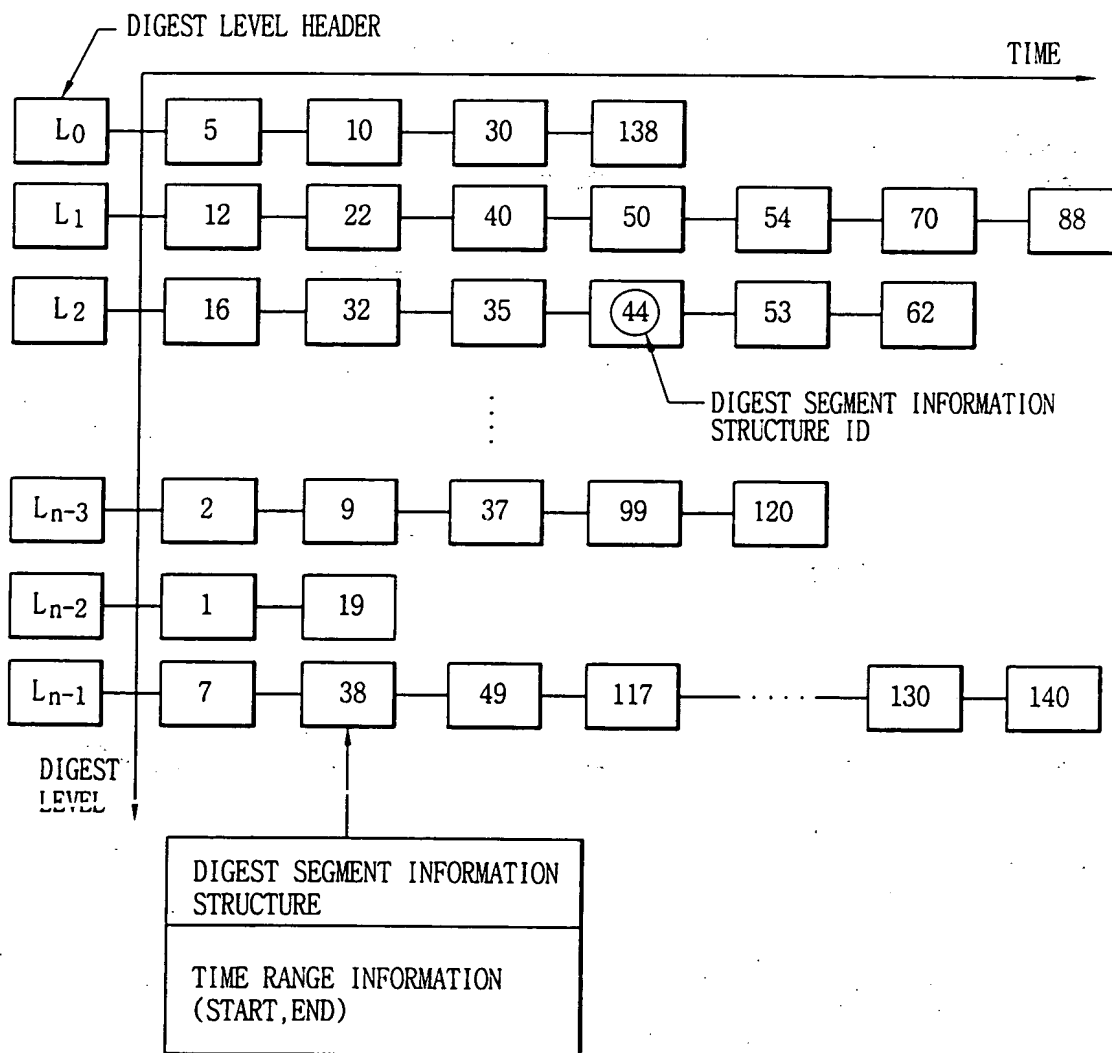 DIGEST LEVEL HEADER
TIME
L0 5 10 30 138
L1 12 22 40 50 54 70 88
L2 16 32 35 44 53 62
DIGEST SEGMENT INFORMATION
STRUCTURE ID
Ln-3 2 9 37 99 120
Ln-2 1 19
Ln-1 7 38 49 117 .... 130 140
DIGEST
LEVEL
DIGEST SEGMENT INFORMATION
STRUCTURE
TIME RANGE INFORMATION
(START,END)